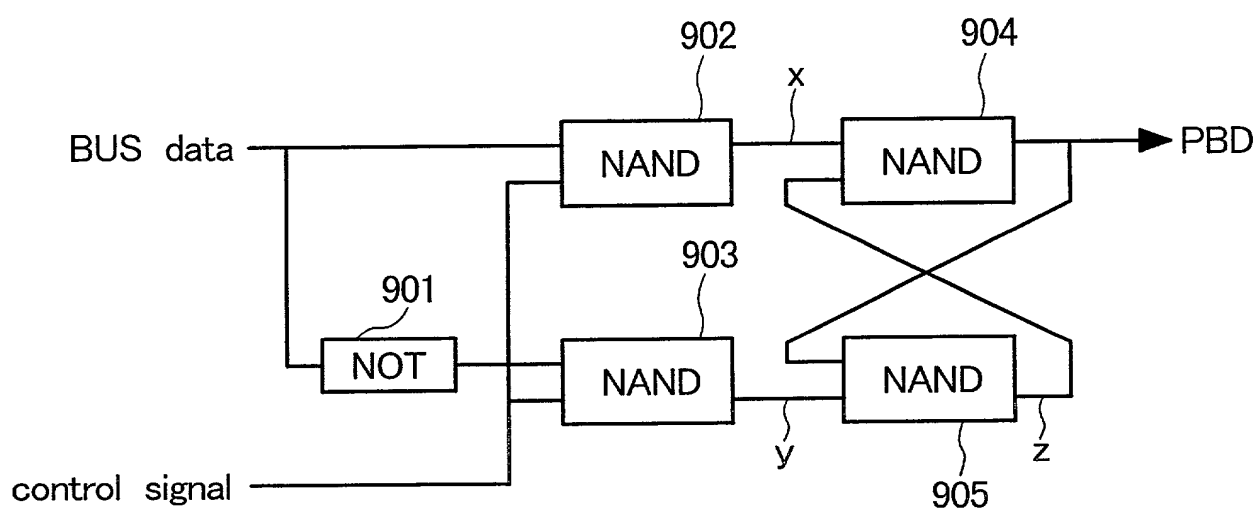 902
904
x
BUS data
NAND
NAND
PBD
903
901
NOT
NAND
NAND
y
z
control signal
905